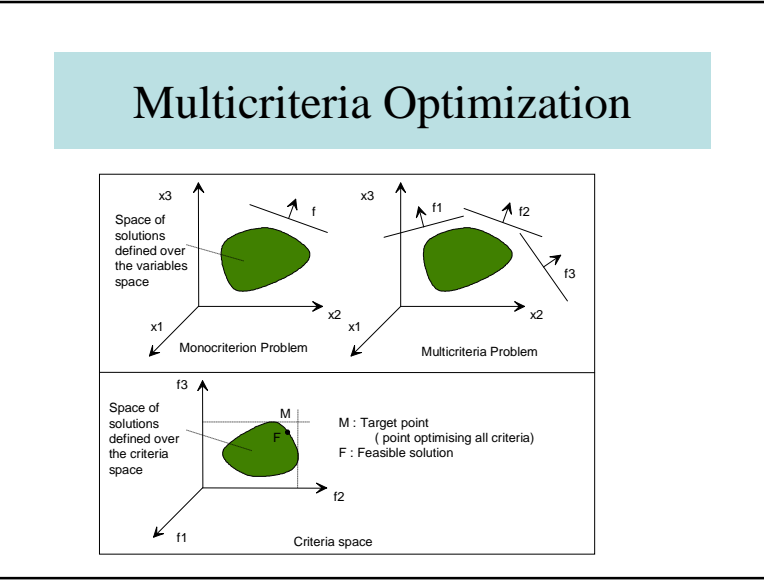 Multicriteria Optimization
x3
f
Space of
solutions
defined over
the variables
space
x2
x1
Monocriterion Problem
x3
f1
f2
f3
x2
x1
Multicriteria Problem
f3
Space of
solutions
defined over
the criteria
space
M
F
f2
f1
M : Target point
( point optimising all criteria)
F : Feasible solution
Criteria space